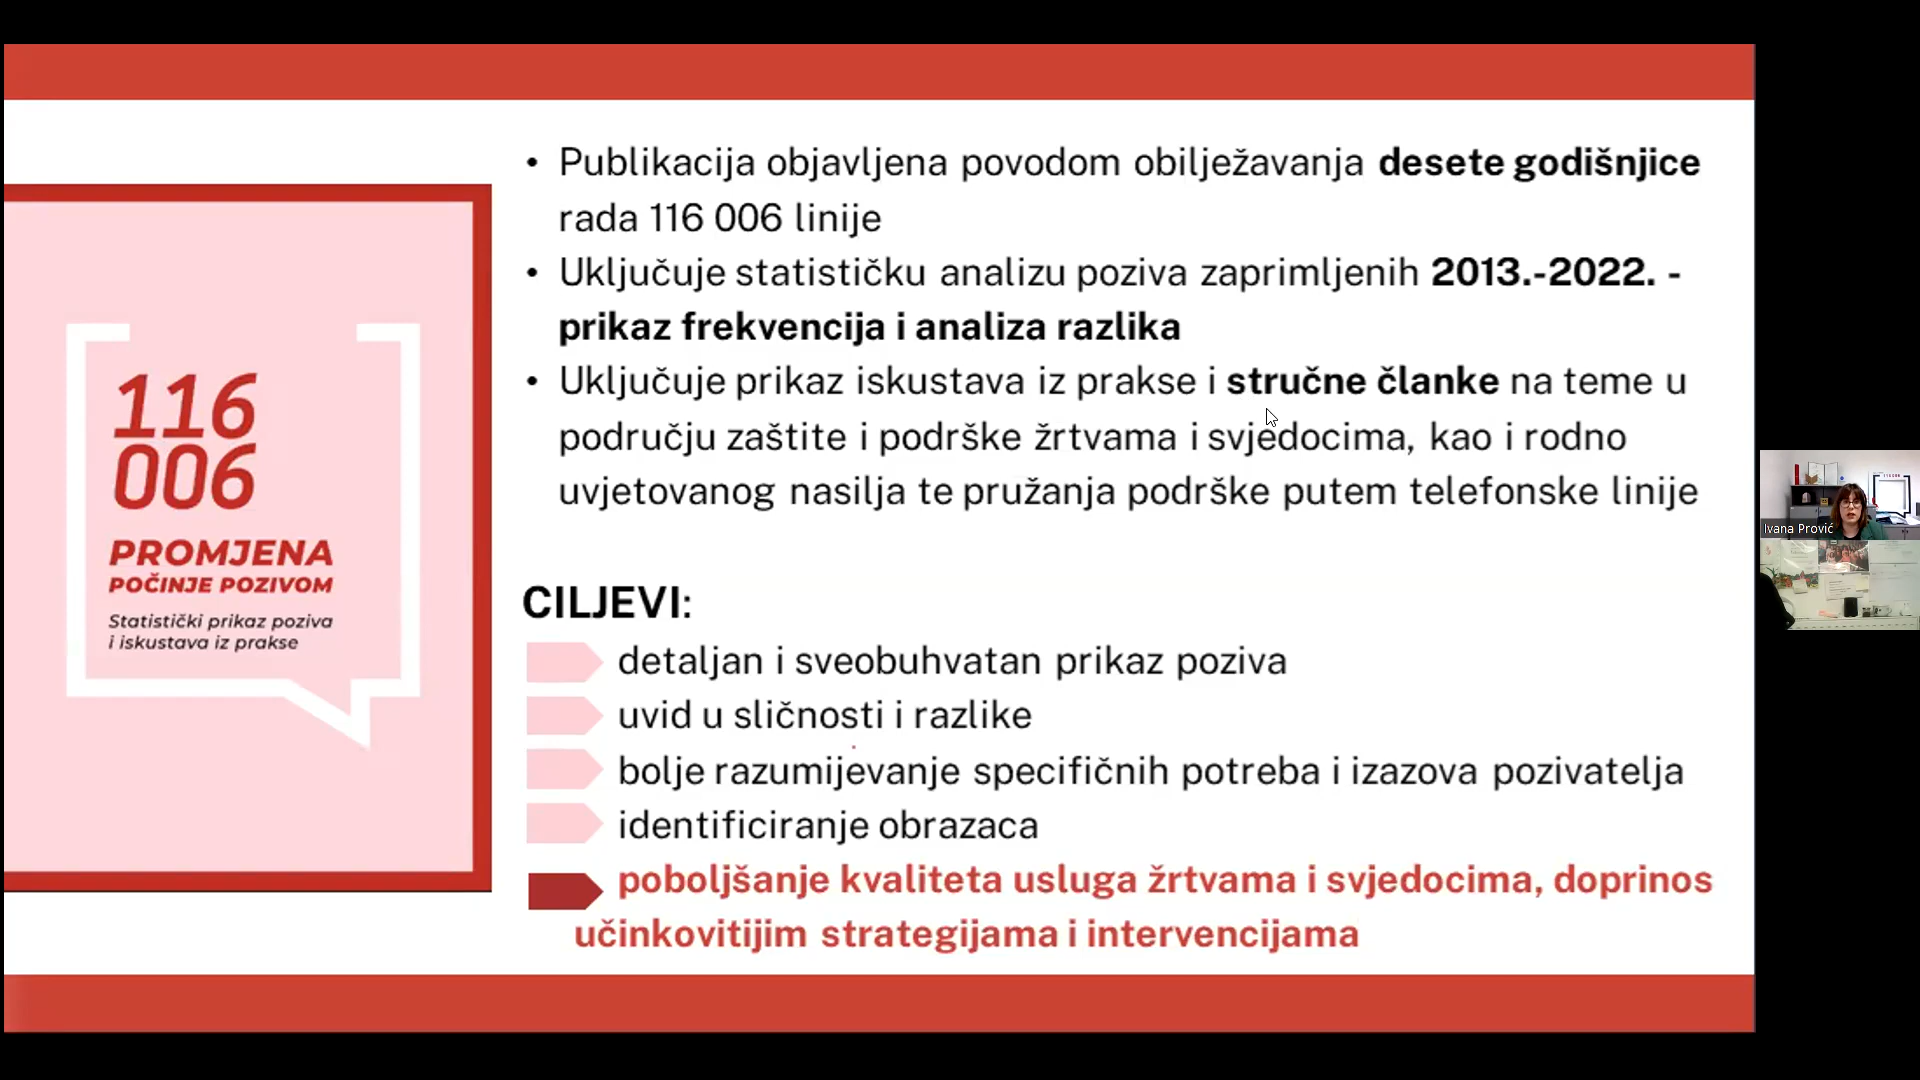 116
006
PROMJENA
POČINJE POZIVOM
Statistički prikaz poziva
i iskustava iz prakse
• Publikacija objavljena povodom obilježavanja desete godišnjice
rada 116 006 linije
• Uključuje statističku analizu poziva zaprimljenih 2013.-2022. -
prikaz frekvencija i analiza razlika
• Uključuje prikaz iskustava iz prakse i stručne članke na teme u
području zaštite i podrške žrtvama i svjedocima, kao i rodno
uvjetovanog nasilja te pružanja podrške putem telefonske linije
CILJEVI:
detaljan i sveobuhvatan prikaz poziva
uvid u sličnosti i razlike
bolje razumijevanje specifičnih potreba i izazova pozivatelja
identificiranje obrazaca
poboljšanje kvaliteta usluga žrtvama i svjedocima, doprinos
učinkovitijim strategijama i intervencijama
Ivana Prović